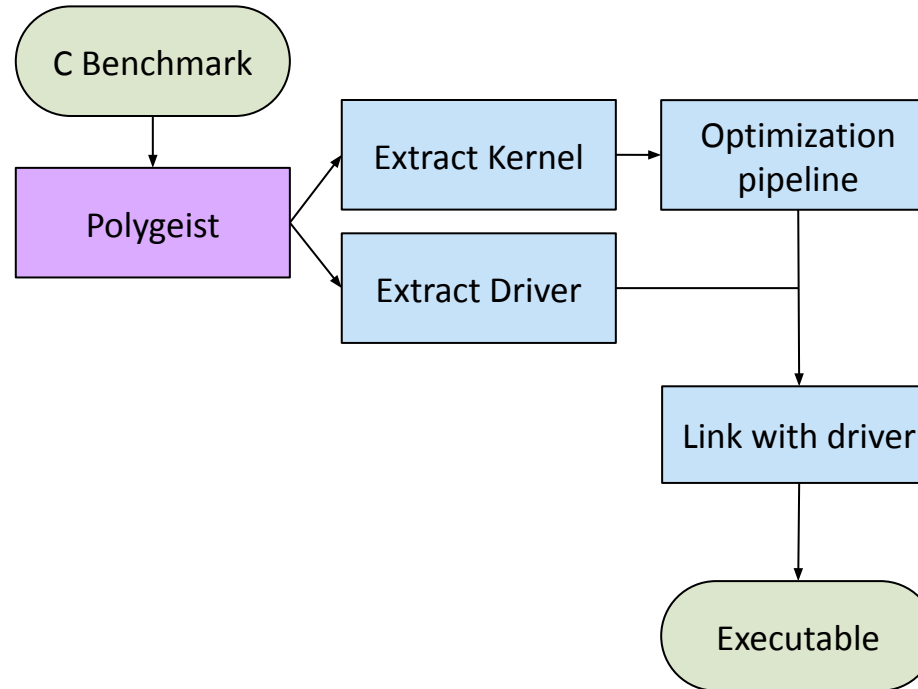 C Benchmark
Polygeist
Extract Kernel
Optimization
pipeline
Extract Driver
Link with driver
Executable